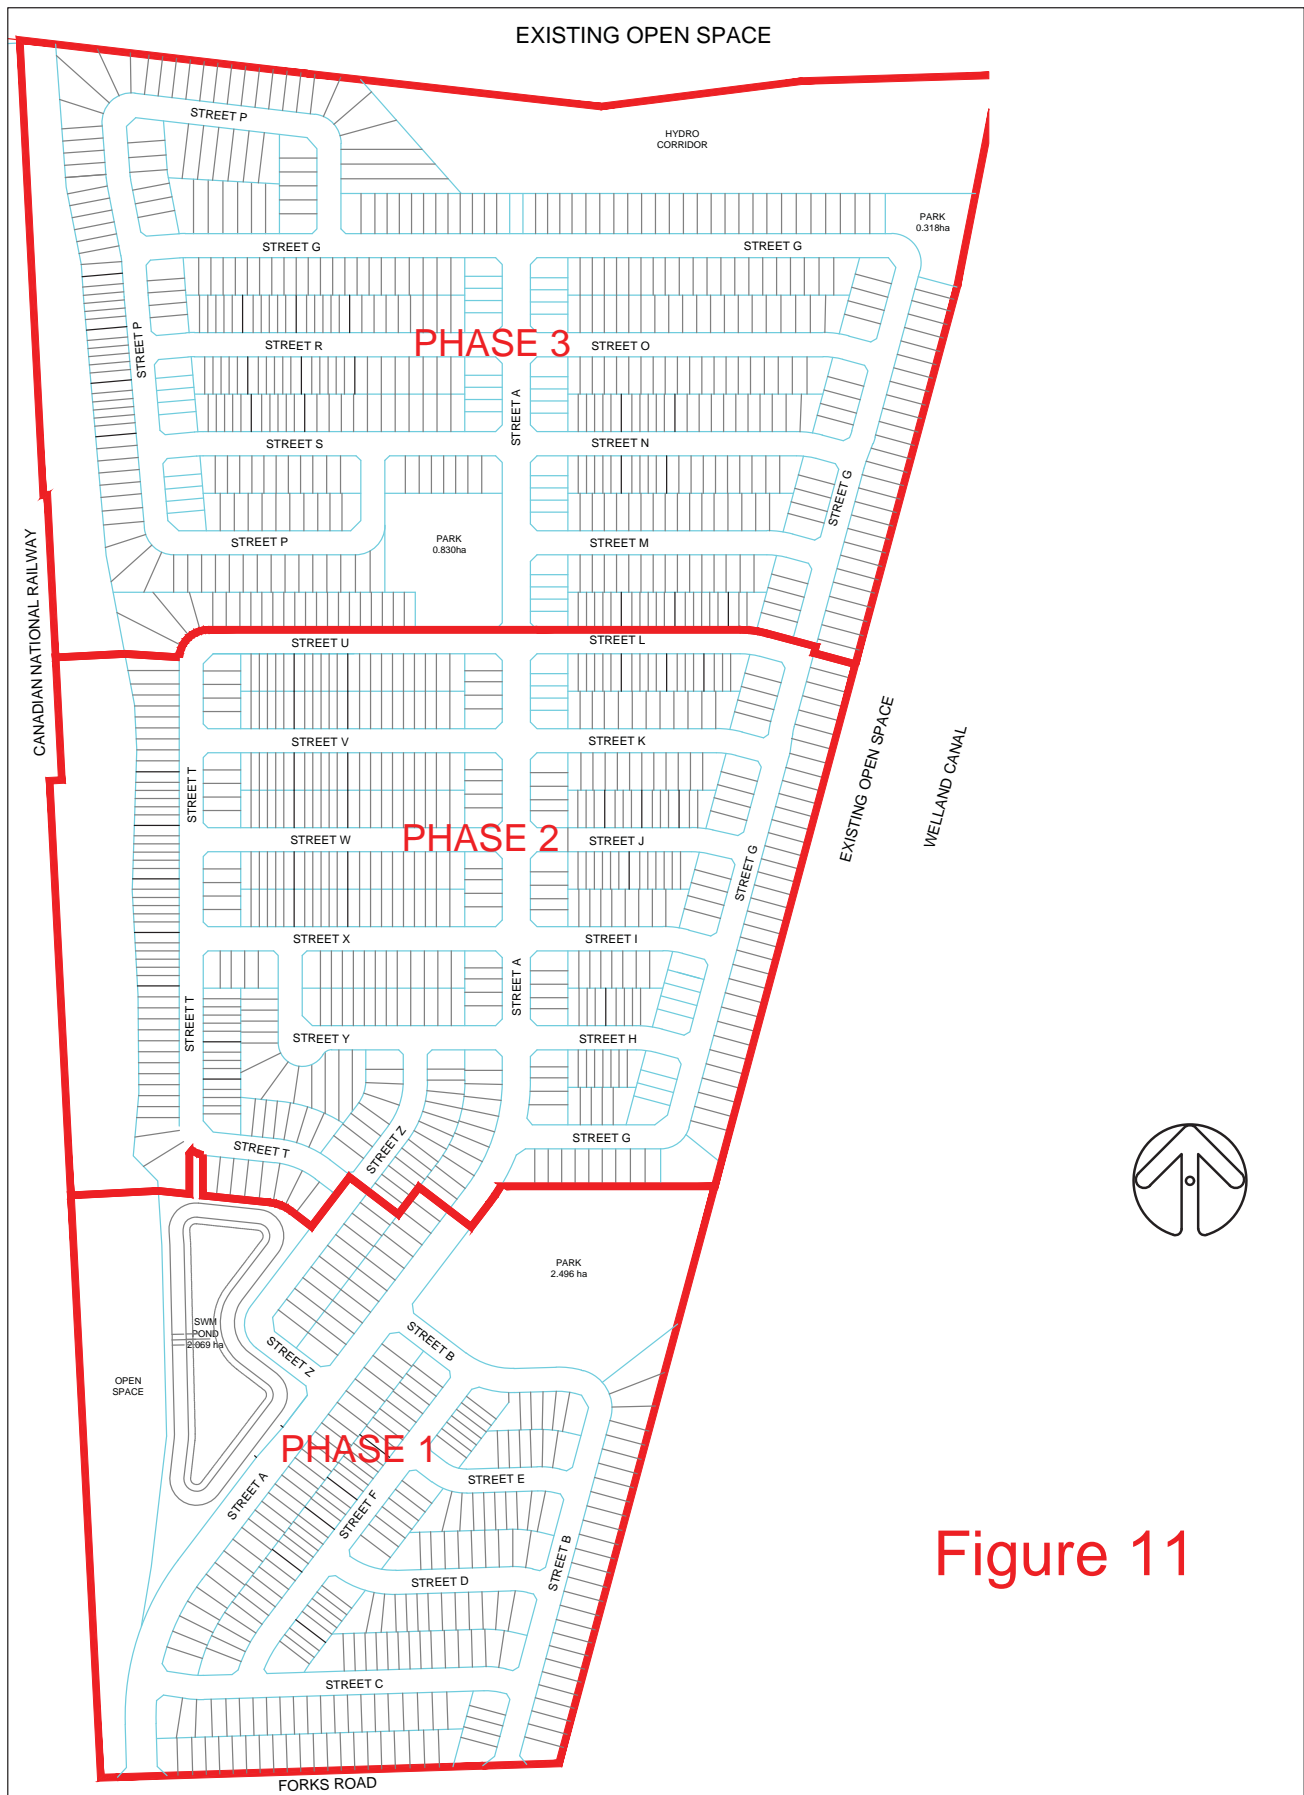 EXISTING OPEN SPACE
STREET P
HYDRO
CORRIDOR
PARK
0.318ha
STREET G
STREET G
STREET P
STREET R
PHASE 3
STREET O
STREET A
STREET S
STREET N
STREET G
STREET P
PARK
0.830ha
STREET M
CANADIAN NATIONAL RAILWAY
STREET U
STREET L
STREET V
STREET K
EXISTING OPEN SPACE
WELLAND CANAL
STREET T
STREET W
PHASE 2
STREET J
STREET G
STREET X
STREET I
STREET A
STREET T
STREET Y
STREET H
STREET T
STREET Z
STREET G
PARK
2.496 ha
SWM
POND
2.069 ha
STREET Z
STREET B
OPEN
SPACE
PHASE 1
STREET A
STREET F
STREET E
STREET B
Figure 11
STREET D
STREET C
FORKS ROAD